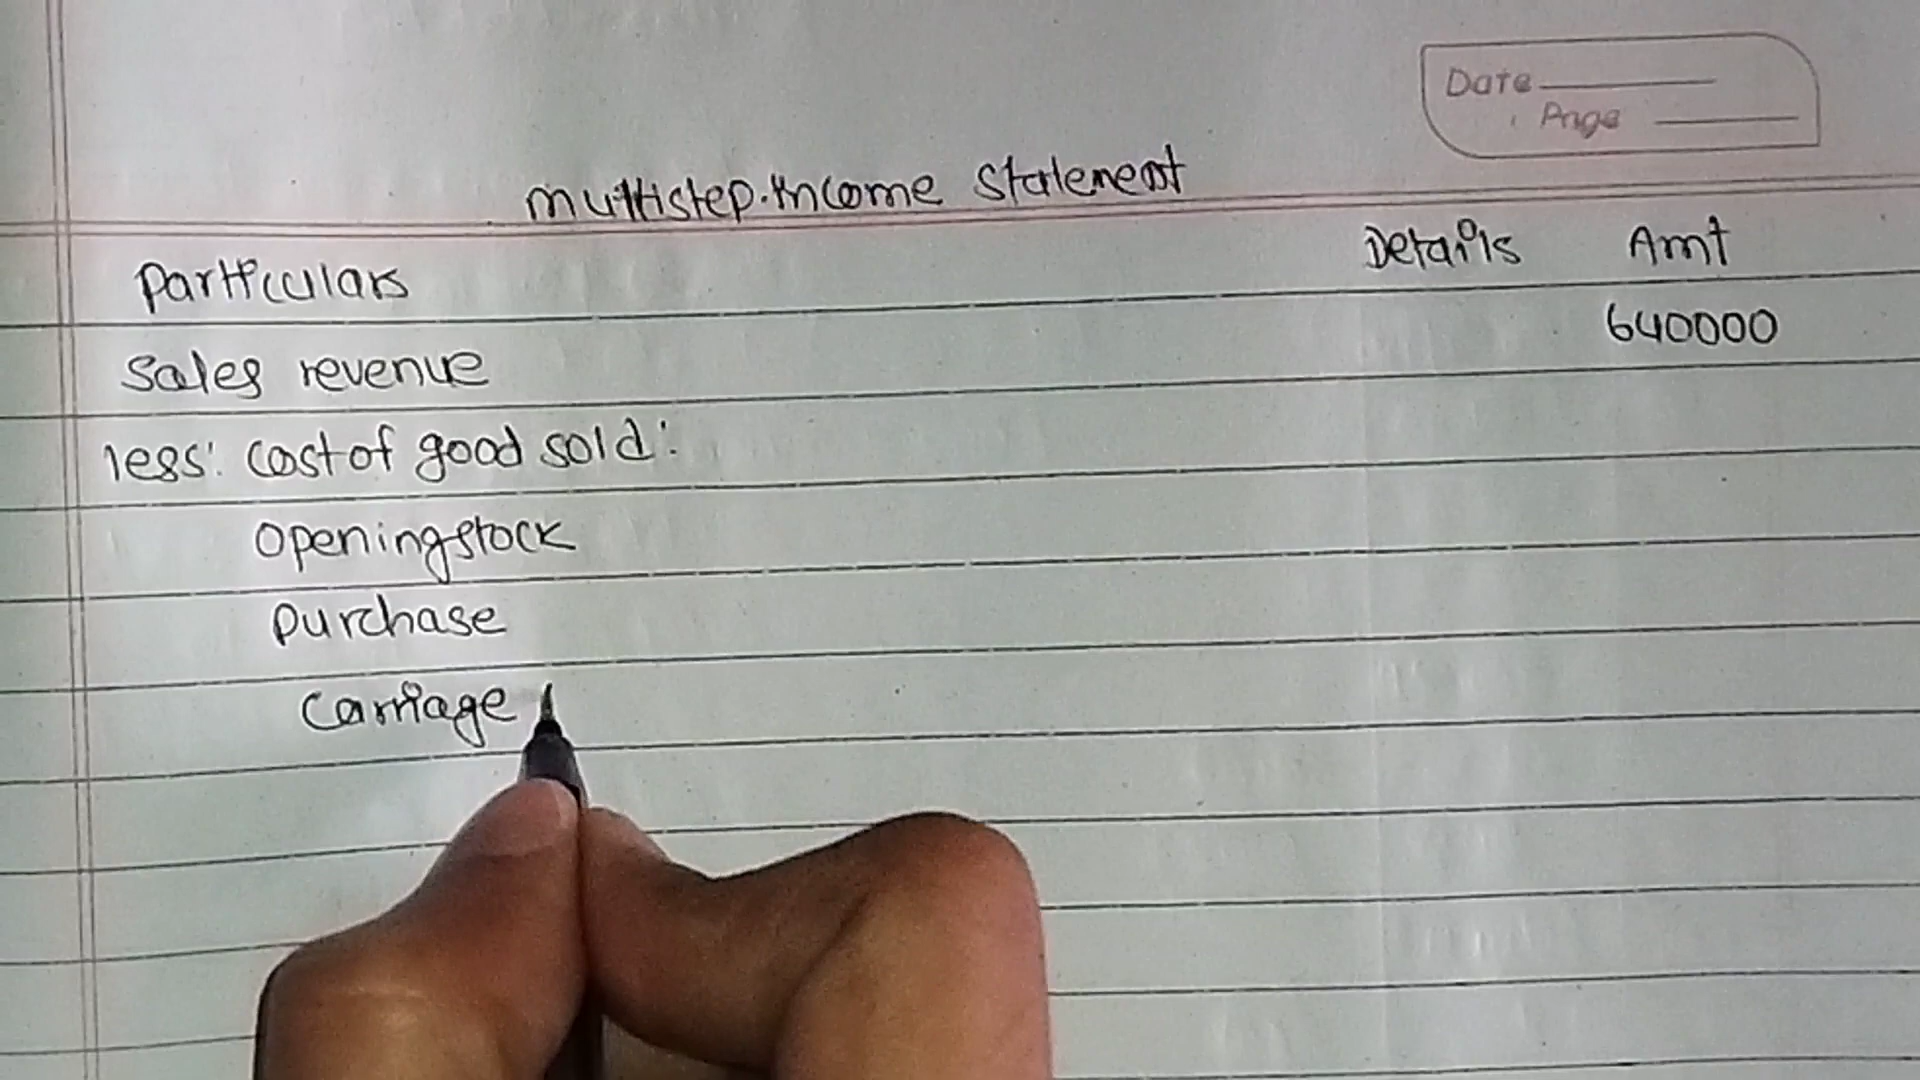 Date
Page
multistep Income Statement
Particulars Details Amt
Sales revenue 640000
less: Cost of good sold:
Opening stock
Purchase
Carriage